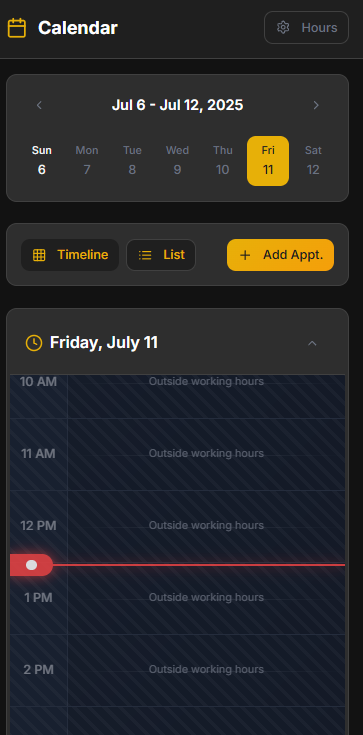 Calendar
Hours
Jul 6 - Jul 12, 2025
Sun Mon Tue Wed Thu Fri Sat
6 7 8 9 10 11 12
Timeline
List
Add Appt.
Friday, July 11
10 AM Outside working hours
11 AM Outside working hours
12 PM Outside working hours
1 PM Outside working hours
2 PM Outside working hours